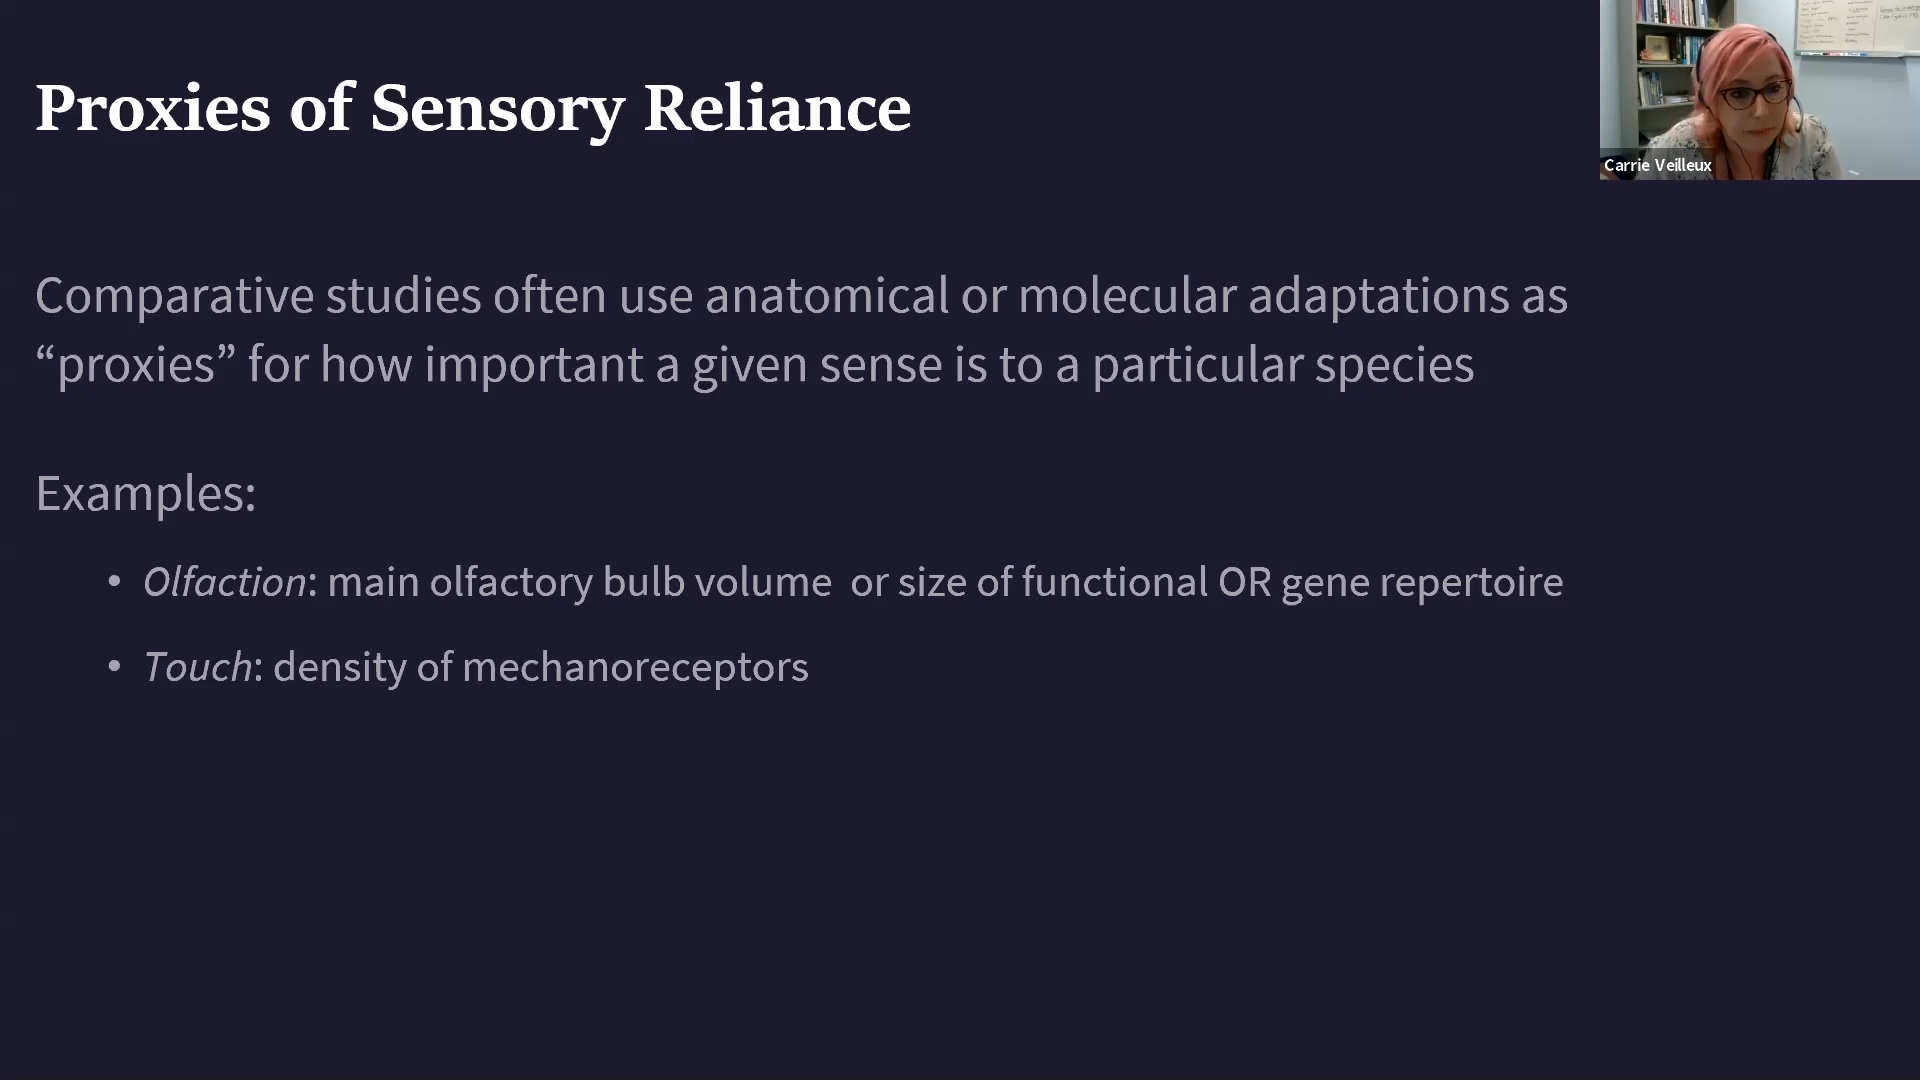 Proxies of Sensory Reliance
Carrie Veilleux
Comparative studies often use anatomical or molecular adaptations as
“proxies” for how important a given sense is to a particular species
Examples:
• Olfaction: main olfactory bulb volume  or size of functional OR gene repertoire
• Touch: density of mechanoreceptors